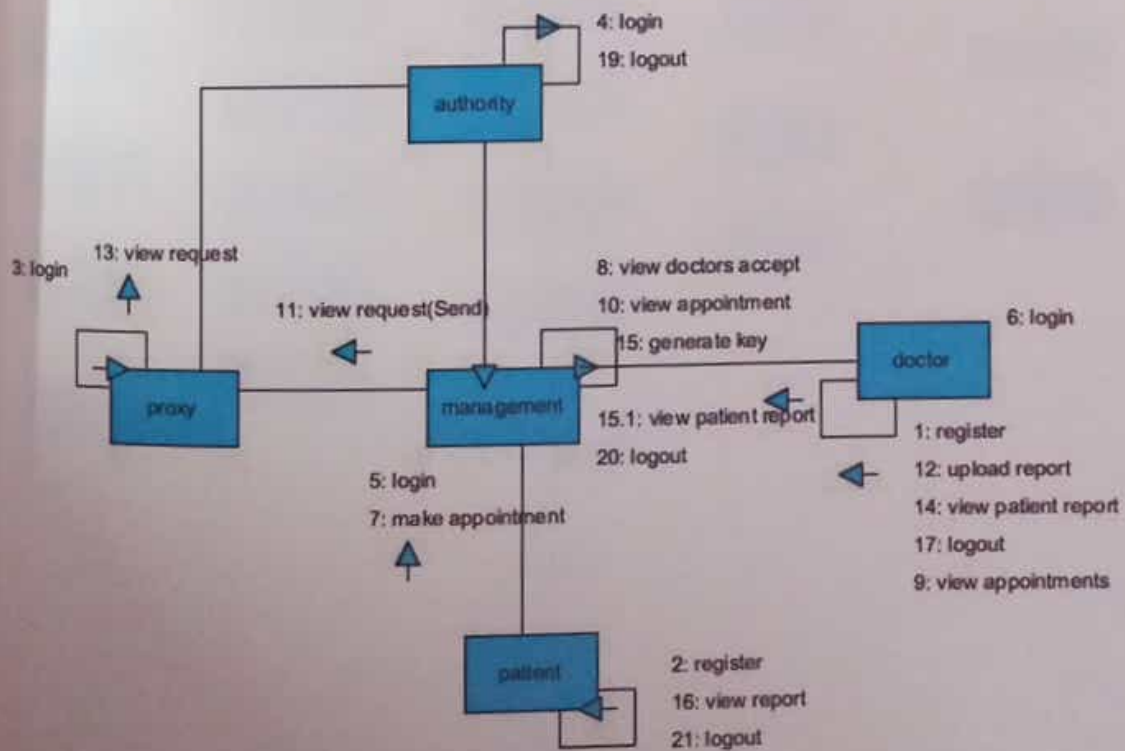 4: login
19: logout
authority
13: view request
3: login
8: view doctors accept
10: view appointment
11: view request(Send)
15: generate key
6: login
doctor
proxy
management
15.1: view patient report
20: logout
1: register
12: upload report
14: view patient report
17: logout
9: view appointments
5: login
7: make appointment
patient
2: register
16: view report
21: logout